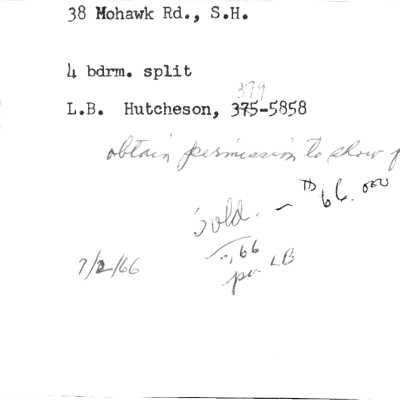 38 Mohawk Rd., S.H.
4 bdrm. split
379
L.B. Hutcheson, 375-5858
obtain permission to show
Sold. - 66,000
66
7/2/66 per LB